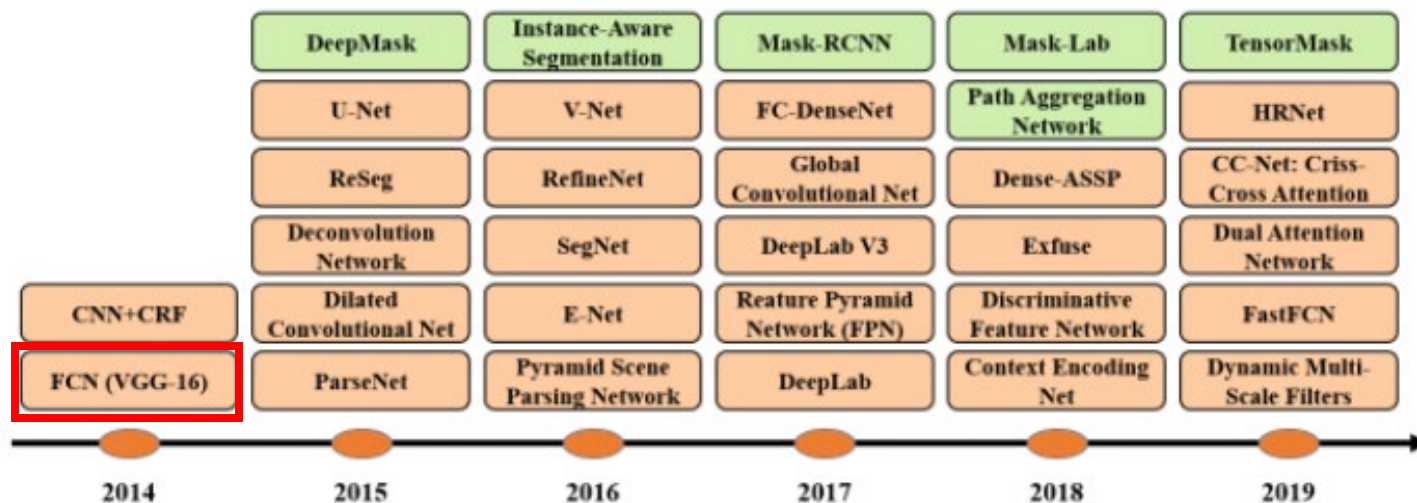 DeepMask
Instance-Aware
Segmentation
Mask-RCNN
Mask-Lab
TensorMask
U-Net
V-Net
FC-DenseNet
Path Aggregation
Network
HRNet
ReSeg
RefineNet
Global
Convolutional Net
Dense-ASSP
CC-Net: Criss-
Cross Attention
Deconvolution
Network
SegNet
DeepLab V3
Exfuse
Dual Attention
Network
CNN+CRF
Dilated
Convolutional Net
E-Net
Reature Pyramid
Network (FPN)
Discriminative
Feature Network
FastFCN
FCN (VGG-16)
ParseNet
Pyramid Scene
Parsing Network
DeepLab
Context Encoding
Net
Dynamic Multi-
Scale Filters
2014
2015
2016
2017
2018
2019